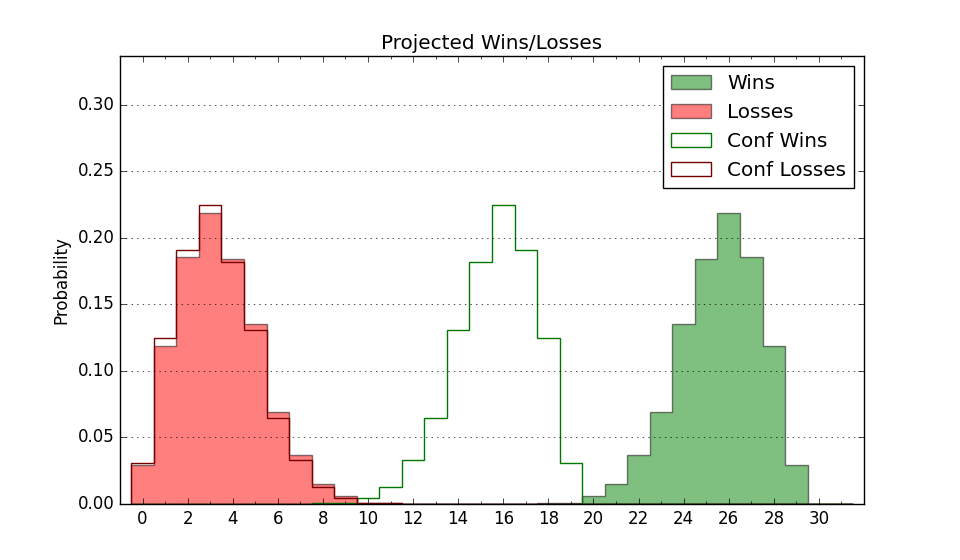 Projected Wins/Losses
Wins
Losses
Conf Wins
Conf Losses
Probability
0.30
0.25
0.20
0.15
0.10
0.05
0.00
0 2 4 6 8 10 12 14 16 18 20 22 24 26 28 30